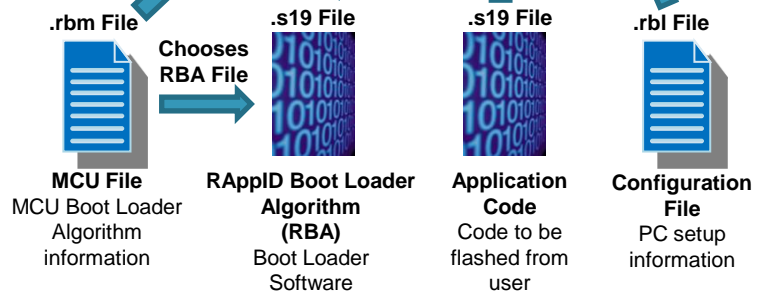 .rbm File
.s19 File
.s19 File
.rbl File
Chooses
RBA File
MCU File
MCU Boot Loader
Algorithm
information
RAppID Boot Loader
Algorithm
(RBA)
Boot Loader
Software
Application
Code
Code to be
flashed from
user
Configuration
File
PC setup
information